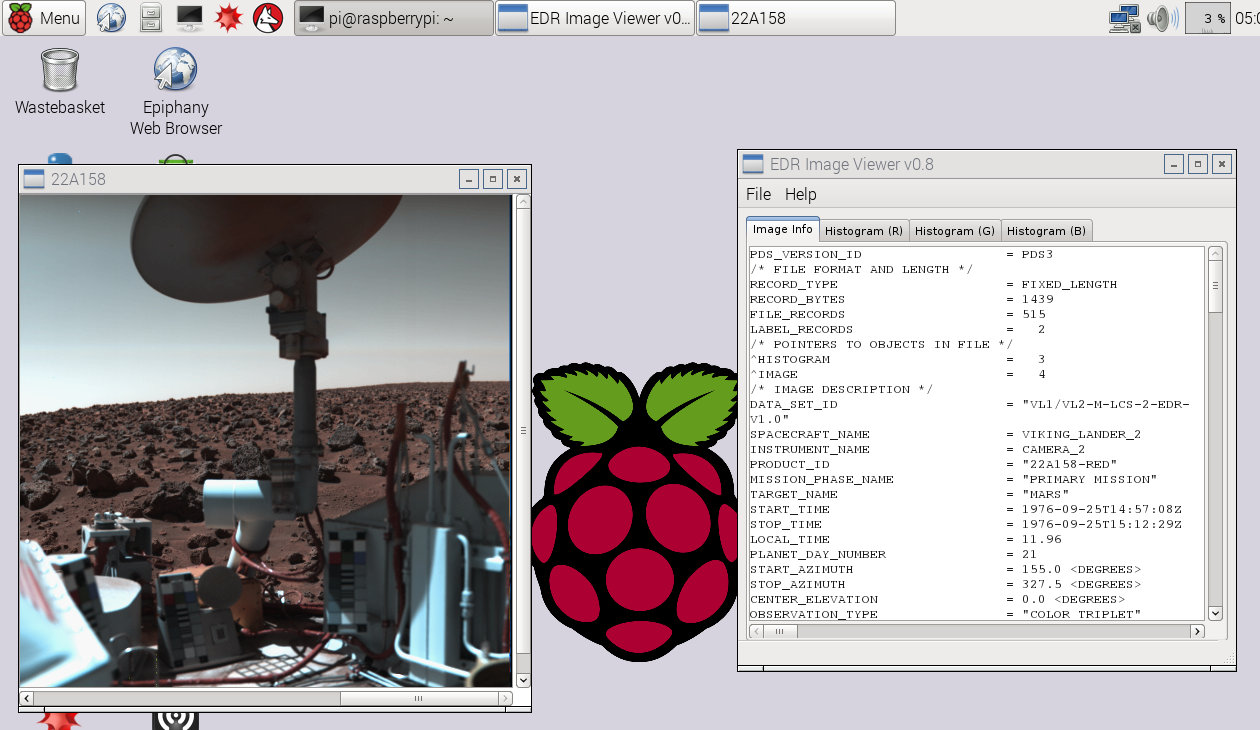 Menu
pi@raspberrypi: ~
EDR Image Viewer v0...
22A158
3 %
05:0
Wastebasket
Epiphany
Web Browser
22A158
EDR Image Viewer v0.8
File Help
Image Info
Histogram (R)
Histogram (G)
Histogram (B)
PDS_VERSION_ID = PDS3
/* FILE FORMAT AND LENGTH */
RECORD_TYPE = FIXED_LENGTH
RECORD_BYTES = 1439
FILE_RECORDS = 515
LABEL_RECORDS = 2
/* POINTERS TO OBJECTS IN FILE */
^HISTOGRAM = 3
^IMAGE = 4
/* IMAGE DESCRIPTION */
DATA_SET_ID = "VL1/VL2-M-LCS-2-EDR-
V1.0"
SPACECRAFT_NAME = VIKING_LANDER_2
INSTRUMENT_NAME = CAMERA_2
PRODUCT_ID = "22A158-RED"
MISSION_PHASE_NAME = "PRIMARY MISSION"
TARGET_NAME = "MARS"
START_TIME = 1976-09-25T14:57:08Z
STOP_TIME = 1976-09-25T15:12:29Z
LOCAL_TIME = 11.96
PLANET_DAY_NUMBER = 21
START_AZIMUTH = 155.0 <DEGREES>
STOP_AZIMUTH = 327.5 <DEGREES>
CENTER_ELEVATION = 0.0 <DEGREES>
OBSERVATION_TYPE = "COLOR TRIPLET"